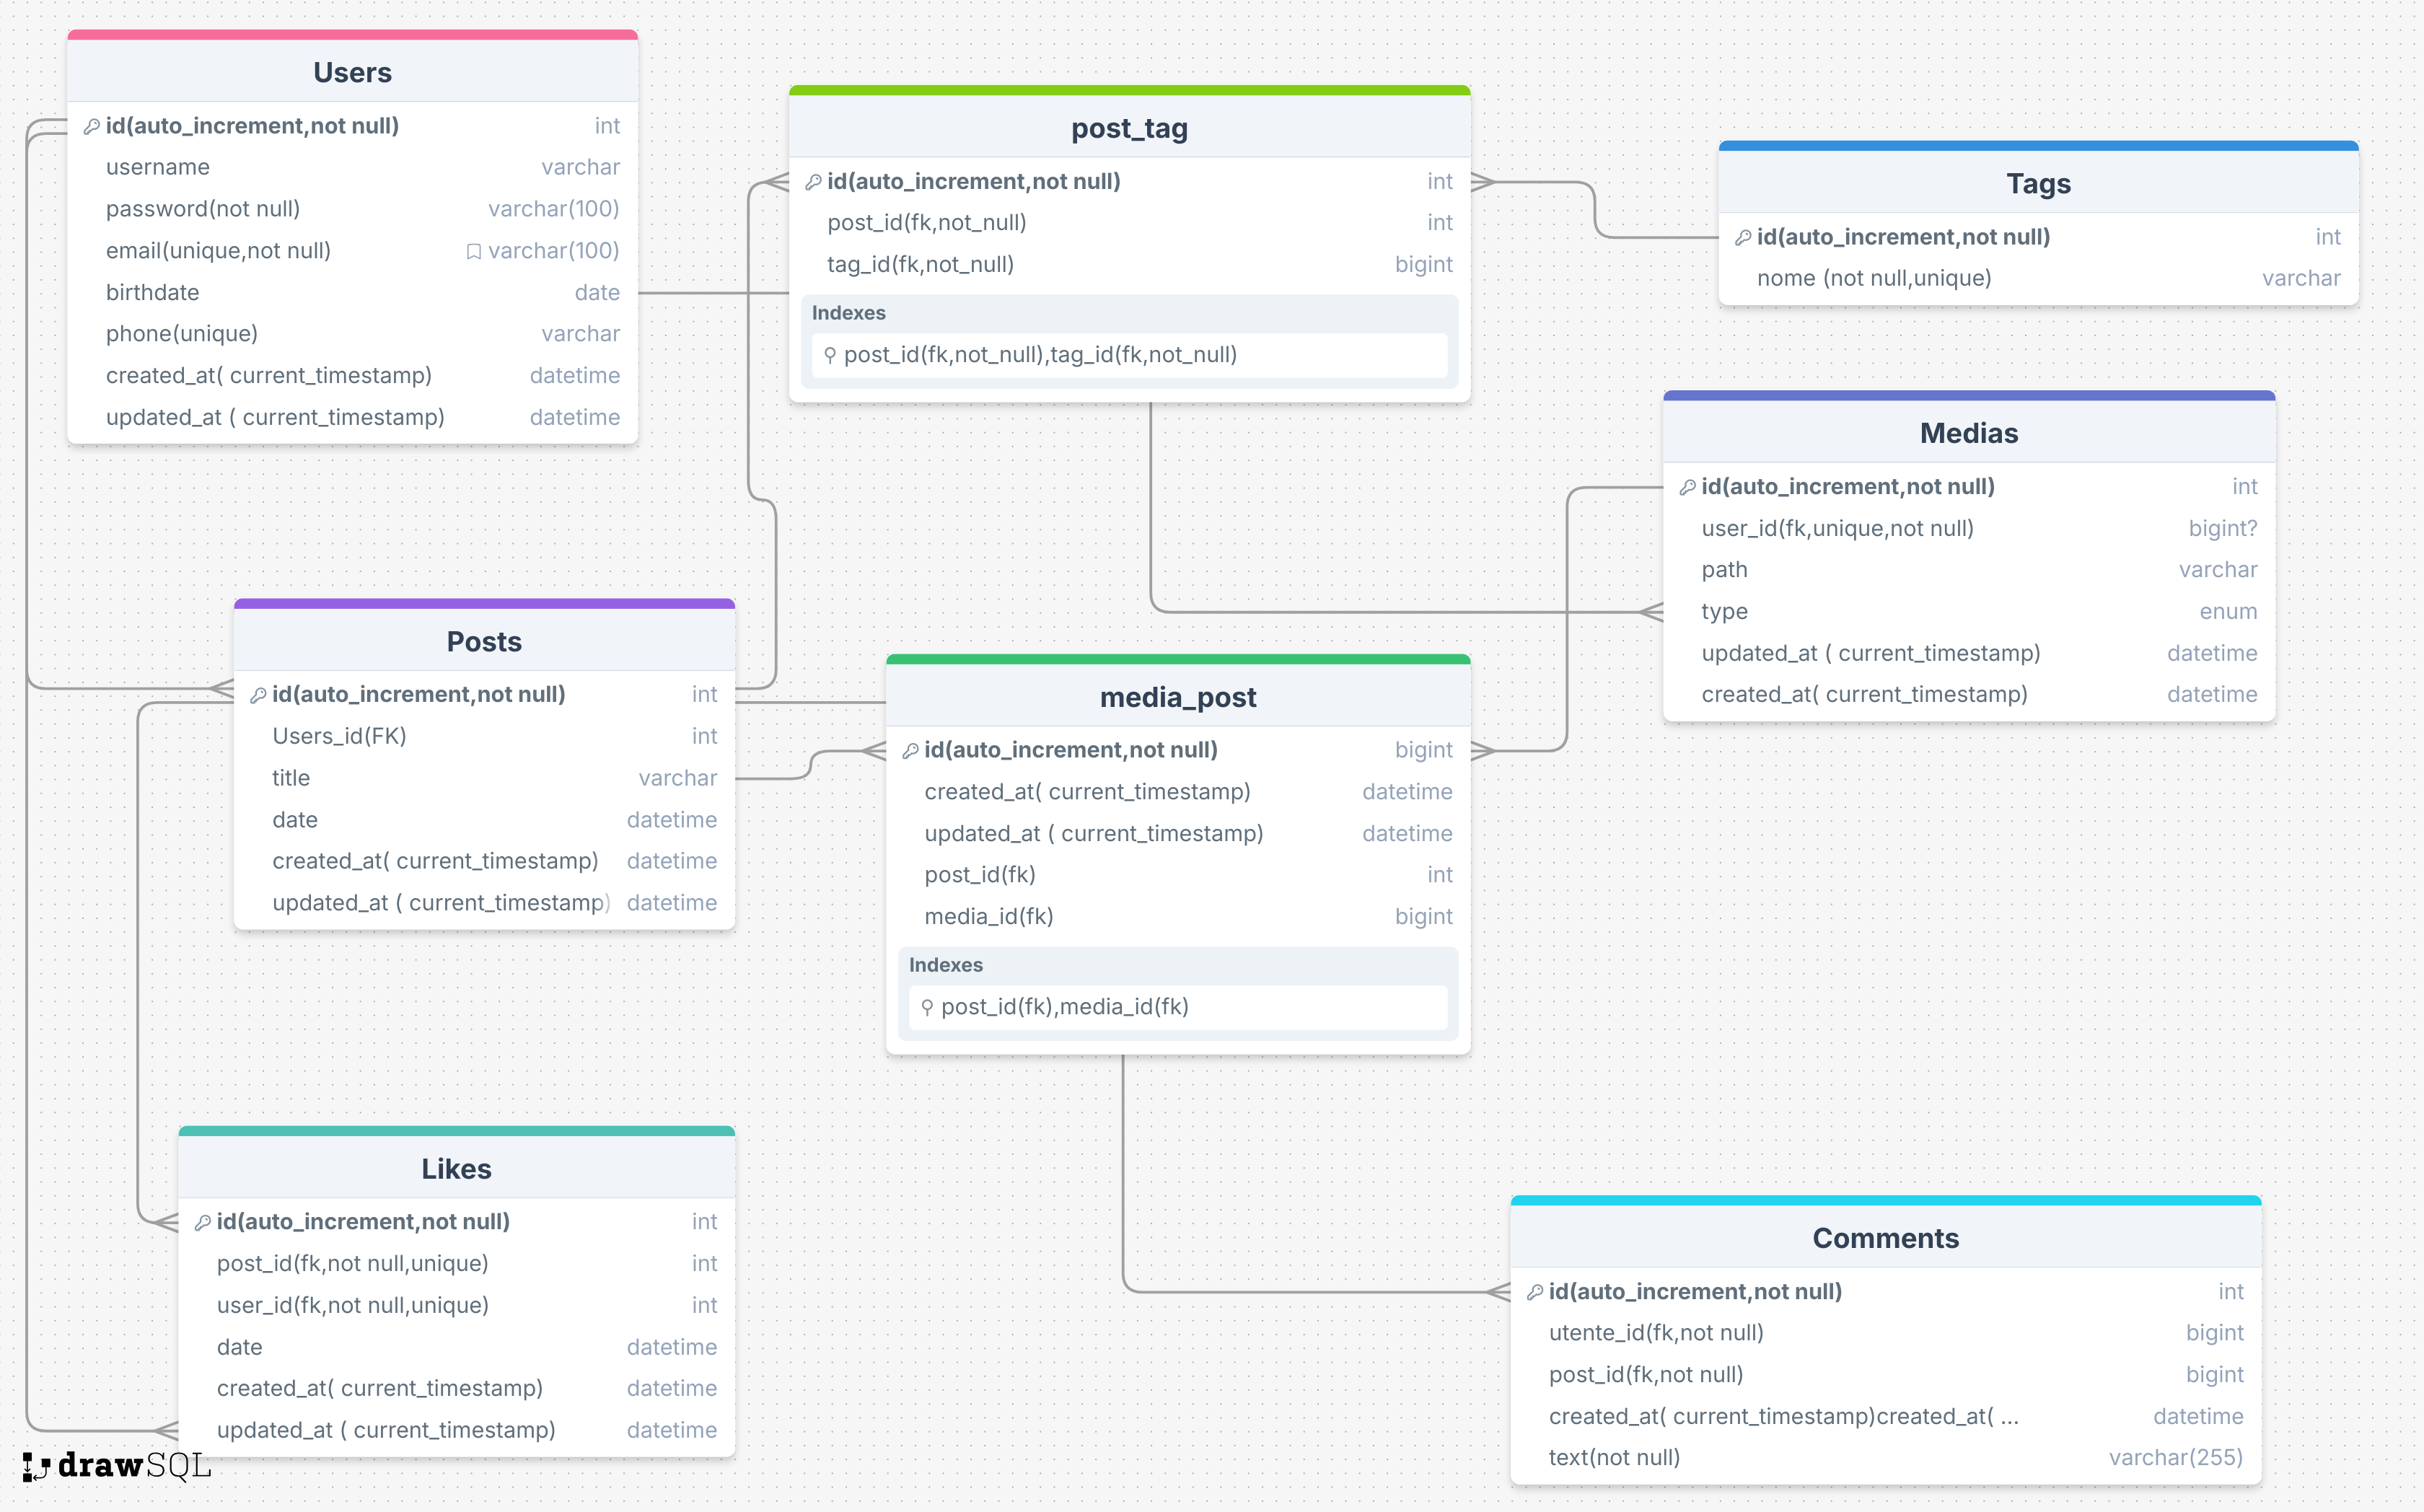 Users
id(auto_increment,not null) int
username varchar
password(not null) varchar(100)
email(unique,not null) varchar(100)
birthdate date
phone(unique) varchar
created_at( current_timestamp) datetime
updated_at ( current_timestamp) datetime
post_tag
id(auto_increment,not null) int
post_id(fk,not_null) int
tag_id(fk,not_null) bigint
Indexes
post_id(fk,not_null),tag_id(fk,not_null)
Tags
id(auto_increment,not null) int
nome (not null,unique) varchar
Medias
id(auto_increment,not null) int
user_id(fk,unique,not null) bigint?
path varchar
type enum
updated_at ( current_timestamp) datetime
created_at( current_timestamp) datetime
Posts
id(auto_increment,not null) int
Users_id(FK) int
title varchar
date datetime
created_at( current_timestamp) datetime
updated_at ( current_timestamp) datetime
media_post
id(auto_increment,not null) bigint
created_at( current_timestamp) datetime
updated_at ( current_timestamp) datetime
post_id(fk) int
media_id(fk) bigint
Indexes
post_id(fk),media_id(fk)
Likes
id(auto_increment,not null) int
post_id(fk,not null,unique) int
user_id(fk,not null,unique) int
date datetime
created_at( current_timestamp) datetime
updated_at ( current_timestamp) datetime
Comments
id(auto_increment,not null) int
utente_id(fk,not null) bigint
post_id(fk,not null) bigint
created_at( current_timestamp)created_at( ... datetime
text(not null) varchar(255)
drawSQL